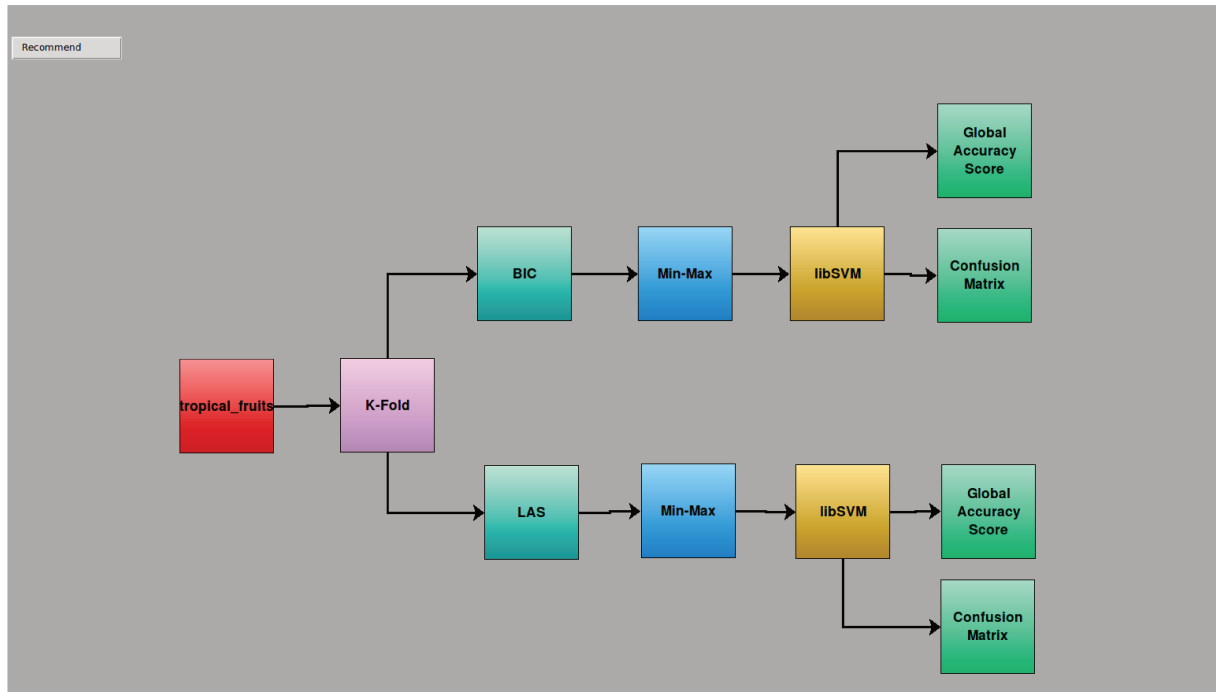 Recommend
Global
Accuracy
Score
BIC
Min-Max
libSVM
Confusion
Matrix
tropical_fruits
K-Fold
LAS
Min-Max
libSVM
Global
Accuracy
Score
Confusion
Matrix